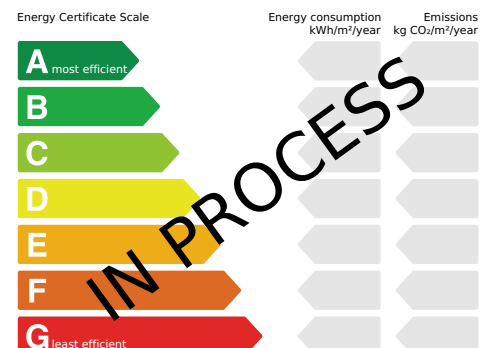 Energy Certificate Scale
Energy consumption
kWh/m²/year
Emissions
kg CO₂/m²/year
A most efficient
B
C
D
E
F
G least efficient
IN PROCESS